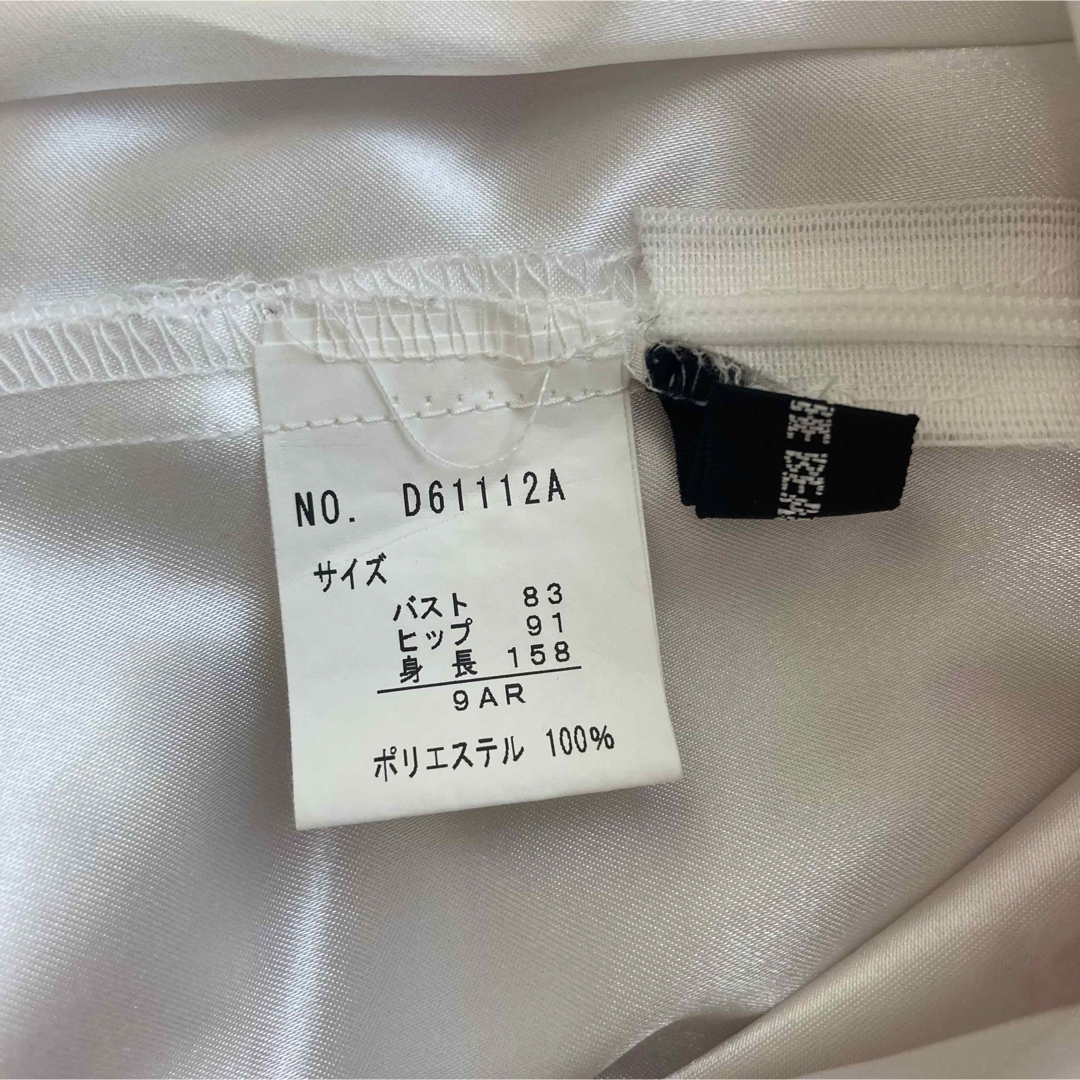 NO. D61112A
サイズ
バスト 83
ヒップ 91
身長 158
9AR
ポリエステル 100%